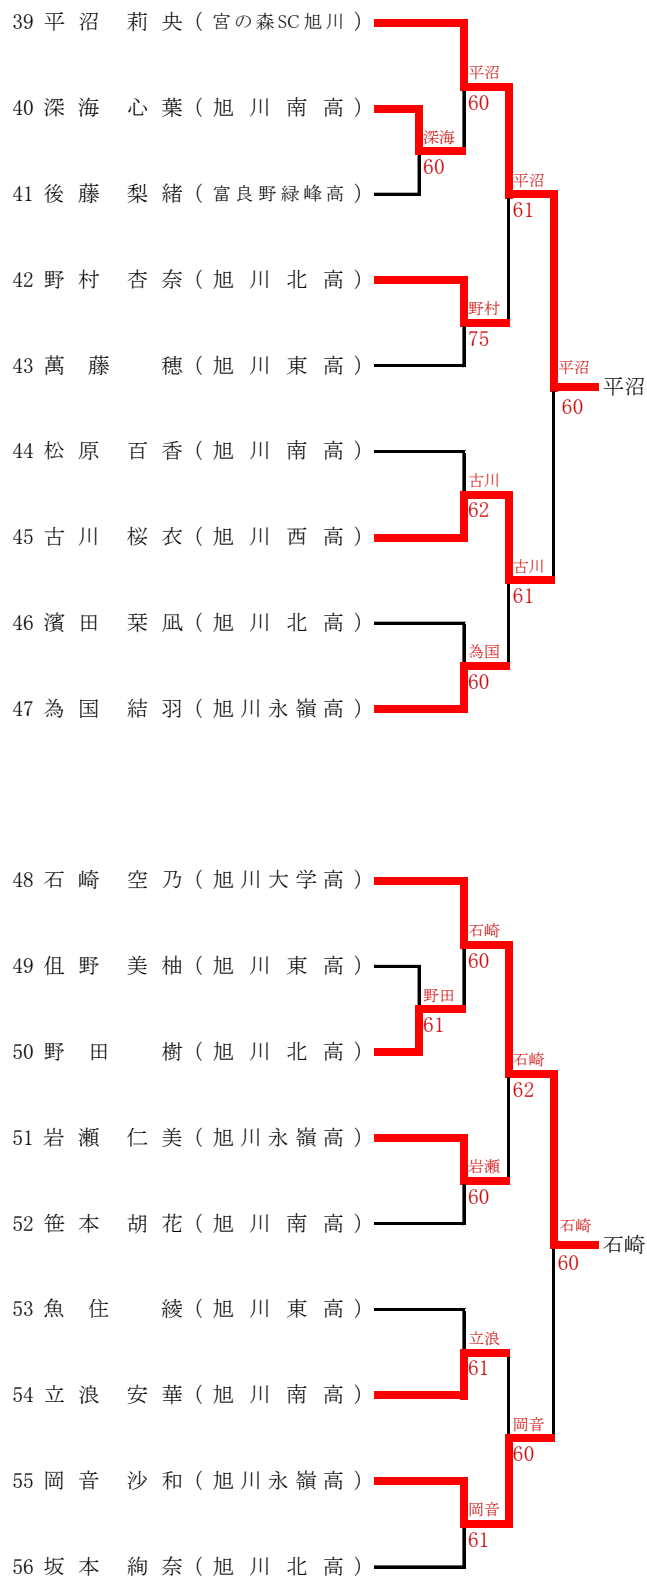 39 平沼 莉央 (宮の森SC旭川)
平沼
60
40 深海 心葉 (旭川南高)
深海
60
平沼
61
41 後藤 梨緒 (富良野緑峰高)
42 野村 杏奈 (旭川北高)
野村
75
43 萬藤 穂 (旭川東高)
平沼
60
平沼
44 松原 百香 (旭川南高)
古川
62
45 古川 桜衣 (旭川西高)
古川
61
46 濱田 栞凪 (旭川北高)
為国
60
47 為国 結羽 (旭川永嶺高)
48 石崎 空乃 (旭川大学高)
石崎
60
49 伹野 美柚 (旭川東高)
野田
61
50 野田 樹 (旭川北高)
石崎
62
51 岩瀬 仁美 (旭川永嶺高)
岩瀬
60
52 笹本 胡花 (旭川南高)
石崎
60
石崎
53 魚住 綾 (旭川東高)
立浪
61
54 立浪 安華 (旭川南高)
岡音
60
55 岡音 沙和 (旭川永嶺高)
岡音
61
56 坂本 絢奈 (旭川北高)